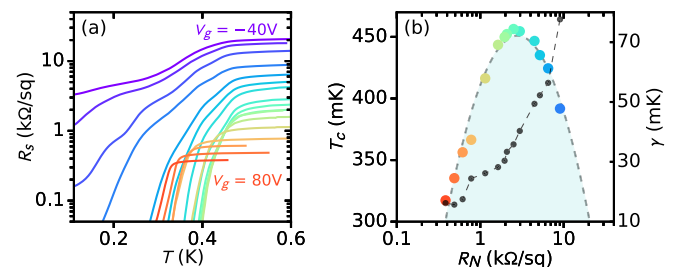 (a)
V_g = −40V
V_g = 80V
10
1
0.1
R_s (kΩ/sq)
0.2
0.4
0.6
T (K)
(b)
450
400
350
300
T_c (mK)
70
50
30
10
γ (mK)
0.1
1
10
R_N (kΩ/sq)